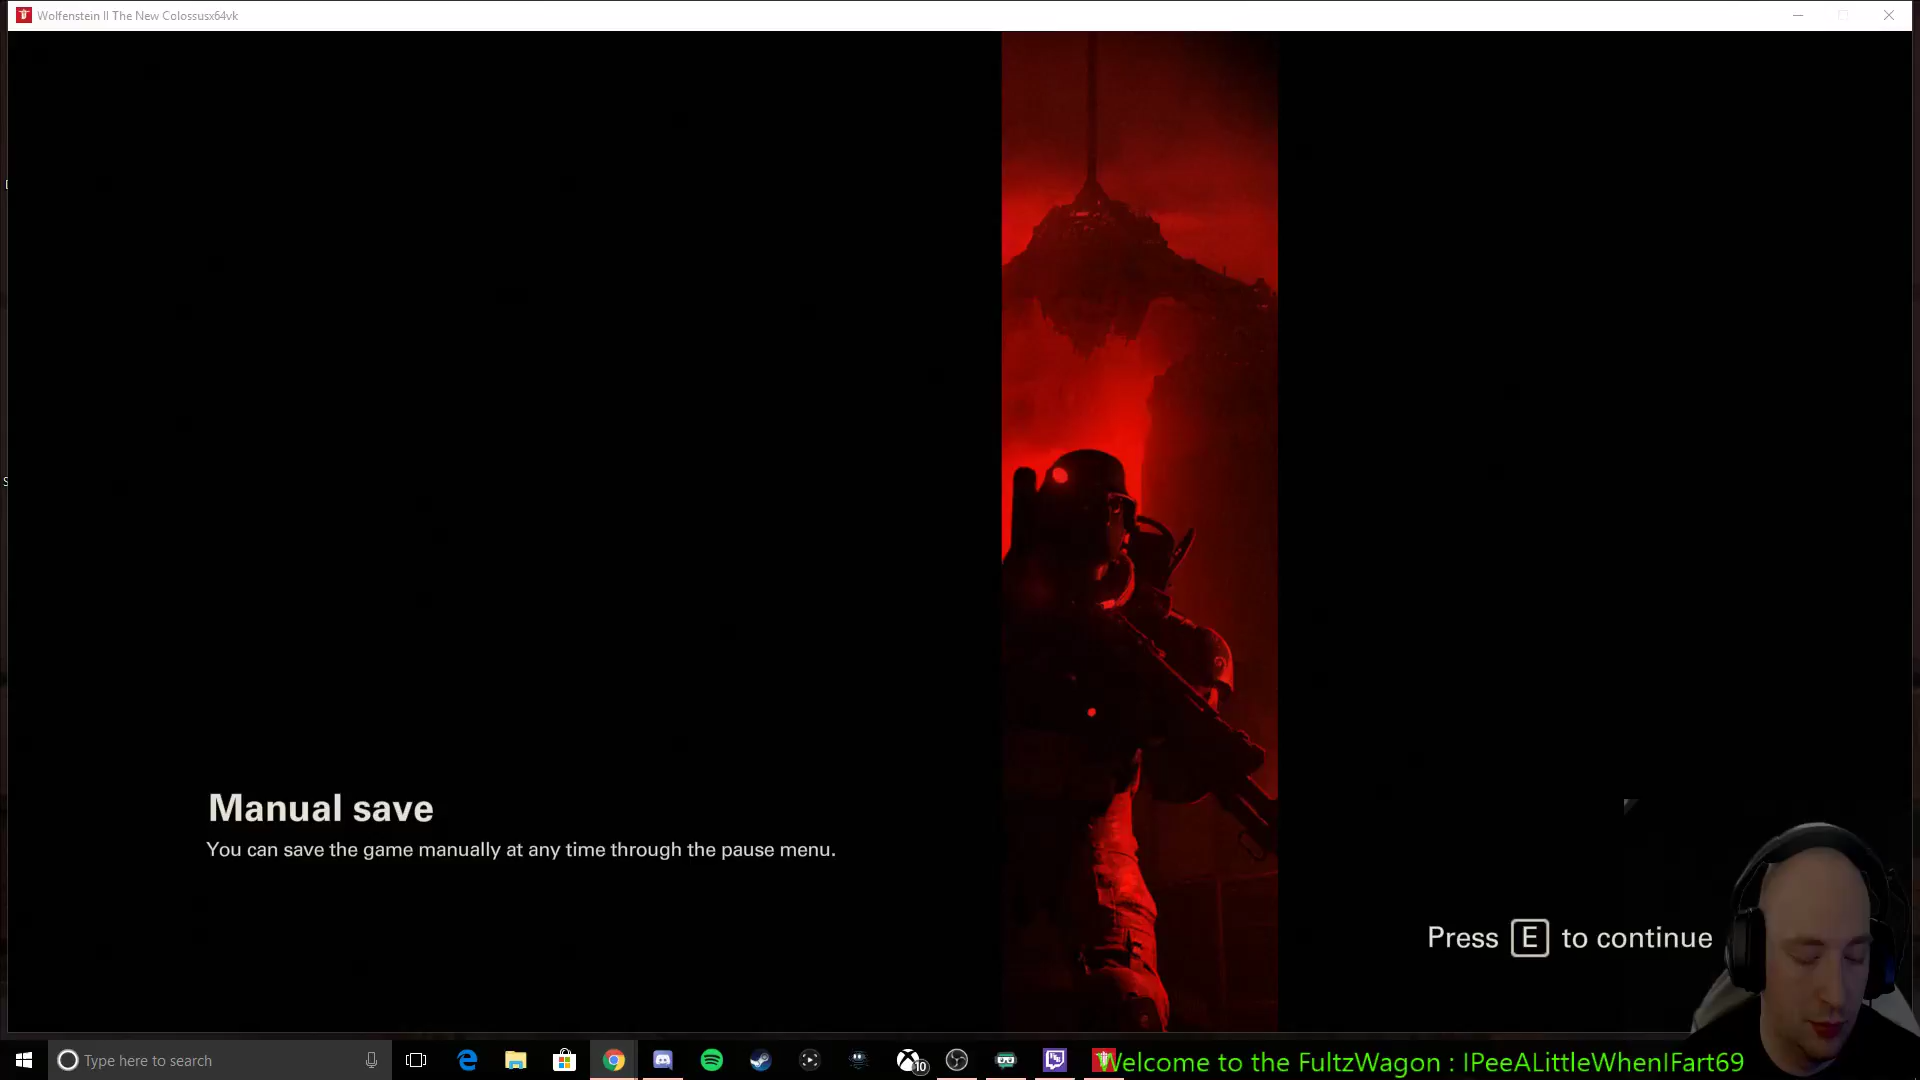 Wolfenstein II The New Colossusx64vk
Manual save
You can save the game manually at any time through the pause menu.
Press E to continue
Type here to search
10
Welcome to the FultzWagon : IPeeALittleWhenIFart69